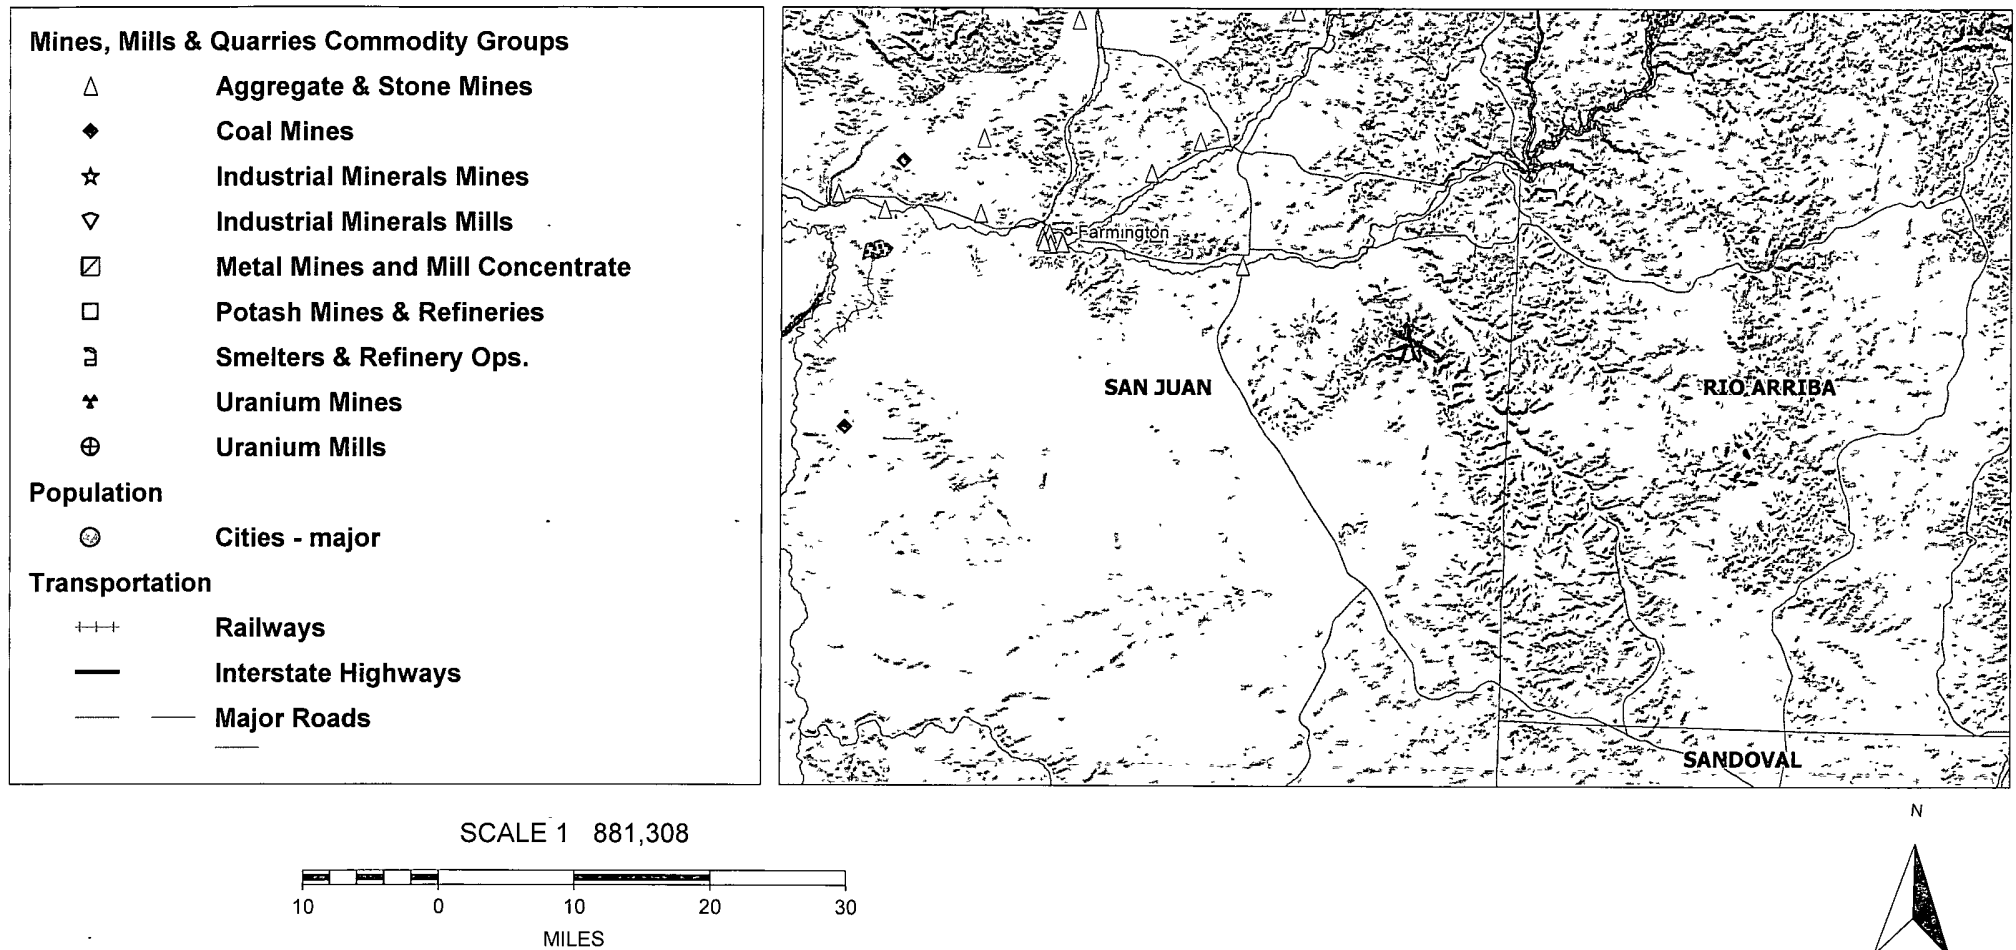 Mines, Mills & Quarries Commodity Groups
Aggregate & Stone Mines
Coal Mines
Industrial Minerals Mines
Industrial Minerals Mills
Metal Mines and Mill Concentrate
Potash Mines & Refineries
Smelters & Refinery Ops.
Uranium Mines
Uranium Mills
Population
Cities - major
Transportation
Railways
Interstate Highways
Major Roads
Farmington
SAN JUAN
RIO ARRIBA
SANDOVAL
SCALE 1 881,308
10 0 10 20 30
MILES
N